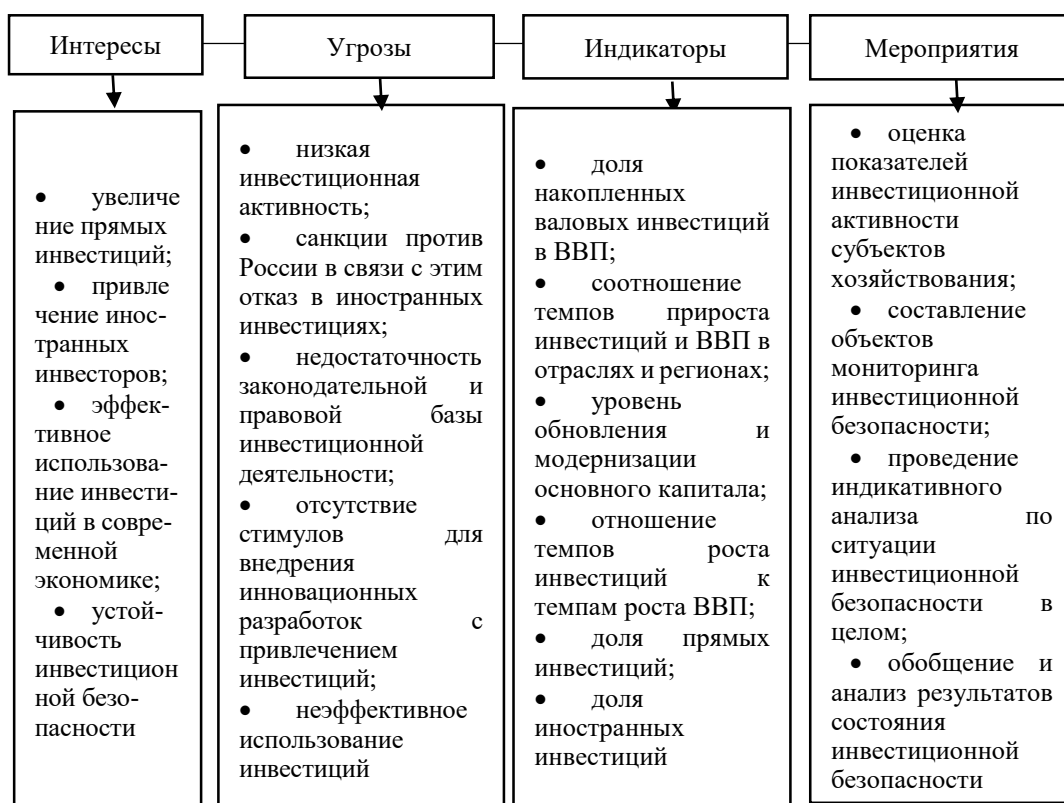 Интересы
Угрозы
Индикаторы
Мероприятия
• увеличе
ние прямых
инвестиций;
• привле
чение инос-
транных
инвесторов;
• эффек-
тивное
использова-
ние инвести-
ций в совре-
менной
экономике;
• устой-
чивость
инвестицион
ной безо-
пасности
• низкая
инвестиционная
активность;
• санкции против
России в связи с этим
отказ в иностранных
инвестициях;
• недостаточность
законодательной и
правовой базы
инвестиционной
деятельности;
• отсутствие
стимулов для
внедрения
инновационных
разработок с
привлечением
инвестиций;
• неэффективное
использование
инвестиций
• доля
накопленных
валовых инвестиций
в ВВП;
• соотношение
темпов прироста
инвестиций и ВВП в
отраслях и регионах;
• уровень
обновления и
модернизации
основного капитала;
• отношение
темпов роста
инвестиций к
темпам роста ВВП;
• доля прямых
инвестиций;
• доля
иностранных
инвестиций
• оценка
показателей
инвестиционной
активности
субъектов
хозяйствования;
• составление
объектов
мониторинга
инвестиционной
безопасности;
• проведение
индикативного
анализа по
ситуации
инвестиционной
безопасности в
целом;
• обобщение и
анализ результатов
состояния
инвестиционной
безопасности